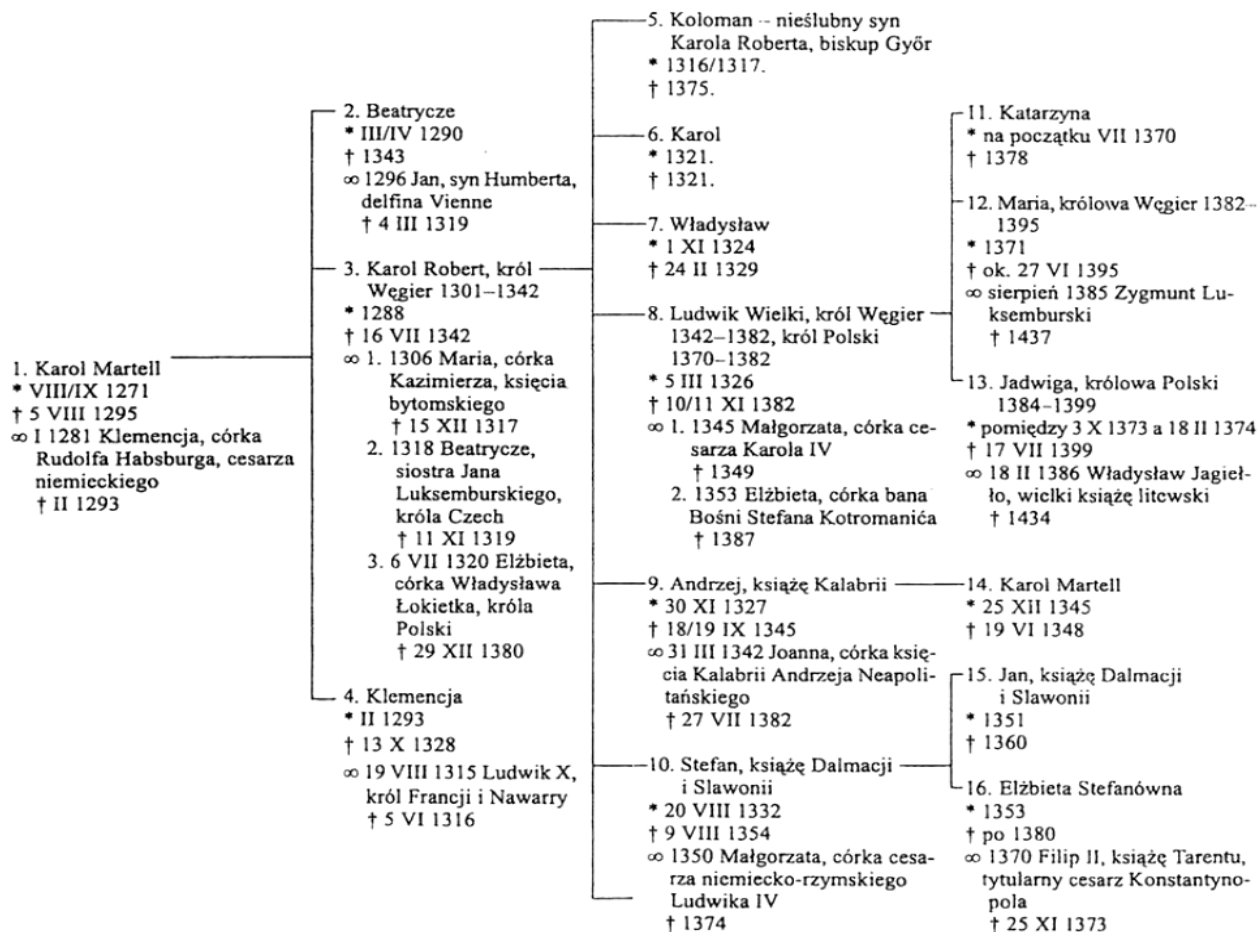 1. Karol Martell
* VIII/IX 1271
† 5 VIII 1295
∞ I 1281 Klemencja, córka
Rudolfa Habsburga, cesarza
niemieckiego
† II 1293
2. Beatrycze
* III/IV 1290
† 1343
∞ 1296 Jan, syn Humberta,
delfina Vienne
† 4 III 1319
3. Karol Robert, król
Węgier 1301–1342
* 1288
† 16 VII 1342
∞ 1. 1306 Maria, córka
Kazimierza, księcia
bytomskiego
† 15 XII 1317
2. 1318 Beatrycze,
siostra Jana
Luksemburskiego,
króla Czech
† 11 XI 1319
3. 6 VII 1320 Elżbieta,
córka Władysława
Łokietka, króla
Polski
† 29 XII 1380
4. Klemencja
* II 1293
† 13 X 1328
∞ 19 VIII 1315 Ludwik X,
król Francji i Nawarry
† 5 VI 1316
5. Koloman – nieślubny syn
Karola Roberta, biskup Győr
* 1316/1317.
† 1375.
6. Karol
* 1321.
† 1321.
7. Władysław
* 1 XI 1324
† 24 II 1329
8. Ludwik Wielki, król Węgier
1342–1382, król Polski
1370–1382
* 5 III 1326
† 10/11 XI 1382
∞ 1. 1345 Małgorzata, córka ce-
sarza Karola IV
† 1349
2. 1353 Elżbieta, córka bana
Bośni Stefana Kotromanića
† 1387
9. Andrzej, książę Kalabrii
* 30 XI 1327
† 18/19 IX 1345
∞ 31 III 1342 Joanna, córka księ-
cia Kalabrii Andrzeja Neapoli-
tańskiego
† 27 VII 1382
10. Stefan, książę Dalmacji
i Slawonii
* 20 VIII 1332
† 9 VIII 1354
∞ 1350 Małgorzata, córka cesa-
rza niemiecko-rzymskiego
Ludwika IV
† 1374
11. Katarzyna
* na początku VII 1370
† 1378
12. Maria, królowa Węgier 1382–
1395
* 1371
† ok. 27 VI 1395
∞ sierpień 1385 Zygmunt Lu-
ksemburski
† 1437
13. Jadwiga, królowa Polski
1384–1399
* pomiędzy 3 X 1373 a 18 II 1374
† 17 VII 1399
∞ 18 II 1386 Władysław Jagieł-
ło, wielki książę litewski
† 1434
14. Karol Martell
* 25 XII 1345
† 19 VI 1348
15. Jan, książę Dalmacji
i Slawonii
* 1351
† 1360
16. Elżbieta Stefanówna
* 1353
† po 1380
∞ 1370 Filip II, książę Tarentu,
tytularny cesarz Konstantyno-
pola
† 25 XI 1373